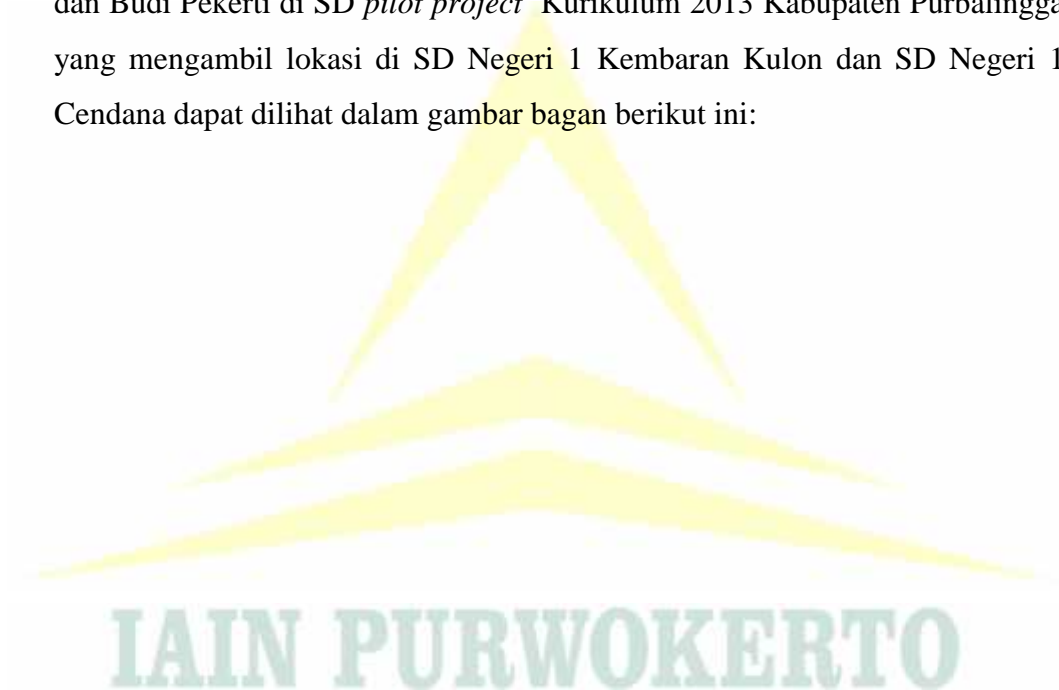 dan Budi Pekerti di SD pilot project Kurikulum 2013 Kabupaten Purbalingga
yang mengambil lokasi di SD Negeri 1 Kembaran Kulon dan SD Negeri 1
Cendana dapat dilihat dalam gambar bagan berikut ini:
IAIN PURWOKERTO